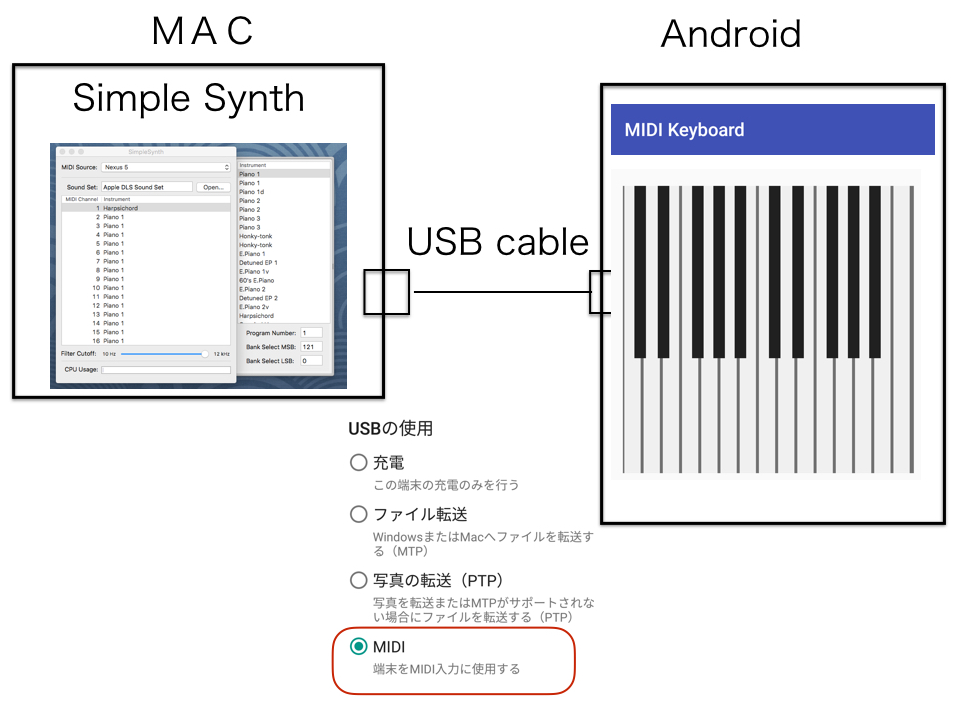 MAC
Android
Simple Synth
SimpleSynth
MIDI Source: Nexus 5
Sound Set: Apple DLS Sound Set Open...
MIDI Channel Instrument
1 Harpsichord
2 Piano 1
3 Piano 1
4 Piano 1
5 Piano 1
6 Piano 1
7 Piano 1
8 Piano 1
9 Piano 1
10 Piano 1
11 Piano 1
12 Piano 1
13 Piano 1
14 Piano 1
15 Piano 1
16 Piano 1
Filter Cutoff: 10 Hz 12 kHz
CPU Usage:
Instrument
Piano 1
Piano 1
Piano 1d
Piano 2
Piano 2
Piano 3
Piano 3
Honky-tonk
Honky-tonk
E.Piano 1
Detuned EP 1
E.Piano 1v
60's E.Piano
E.Piano 2
Detuned EP 2
E.Piano 2v
Harpsichord
Program Number: 1
Bank Select MSB: 121
Bank Select LSB: 0
USB cable
MIDI Keyboard
USBの使用
充電
この端末の充電のみを行う
ファイル転送
WindowsまたはMacへファイルを転送す
る（MTP）
写真の転送（PTP）
写真を転送またはMTPがサポートされな
い場合にファイルを転送する（PTP）
MIDI
端末をMIDI入力に使用する